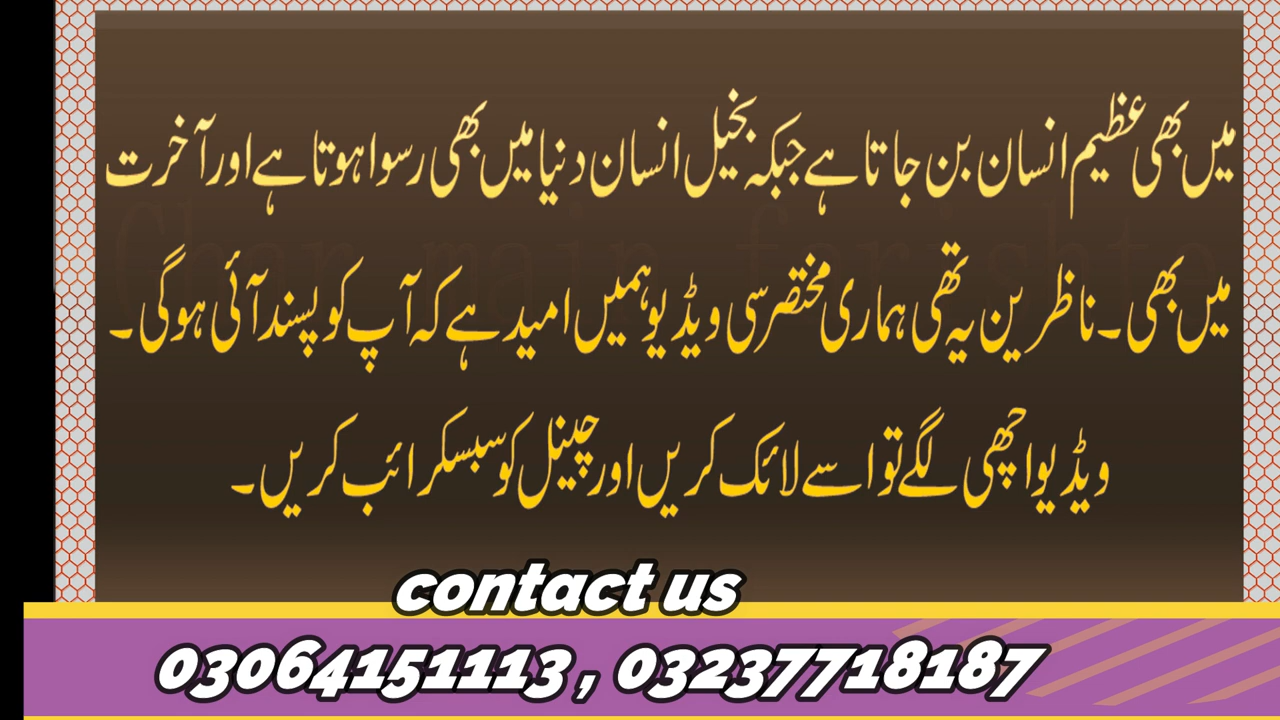 میں بھی عظیم انسان بن جاتا ہے جبکہ بخیل انسان دنیا میں بھی رسوا ہوتا ہے اور آخرت
میں بھی۔ ناظرین یہ تھی ہماری مختصر سی ویڈیو ہمیں امید ہے کہ آپ کو پسند آئی ہوگی۔
ویڈیو اچھی لگے تو اسے لائک کریں اور چینل کو سبسکرائب کریں۔
contact us
03064151113 , 03237718187